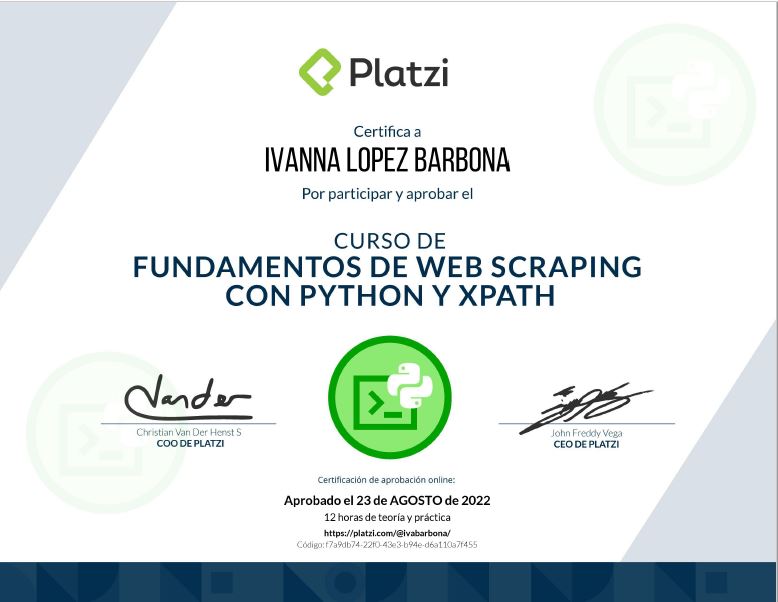 Platzi
Certifica a
IVANNA LOPEZ BARBONA
Por participar y aprobar el
CURSO DE
FUNDAMENTOS DE WEB SCRAPING
CON PYTHON Y XPATH
Vander
Christian Van Der Henst S
COO DE PLATZI
John Freddy Vega
CEO DE PLATZI
Certificación de aprobación online:
Aprobado el 23 de AGOSTO de 2022
12 horas de teoría y práctica
https://platzi.com/@ivabarbona/
Código: f7a9db74-22f0-43e3-b94e-d6a110a7f455